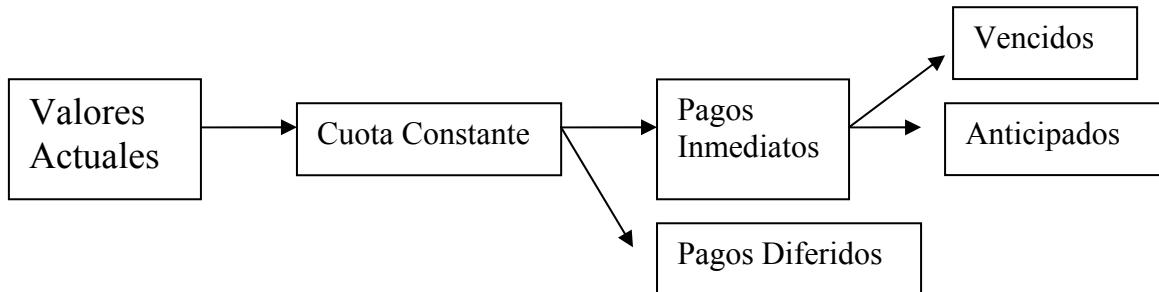 Valores
Actuales
Cuota Constante
Pagos
Inmediatos
Vencidos
Anticipados
Pagos Diferidos